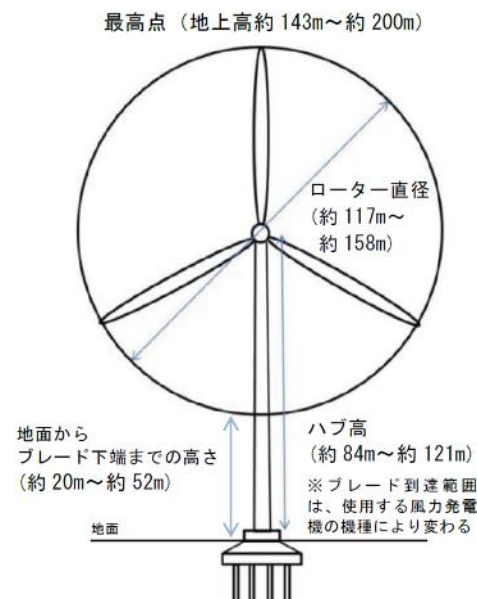 最高点（地上高約143m～約200m）
ローター直径
（約117m～
約158m）
地面から
ブレード下端までの高さ
（約20m～約52m）
ハブ高
（約84m～約121m）
※ブレード到達範囲
は、使用する風力発電
機の機種により変わる
地面